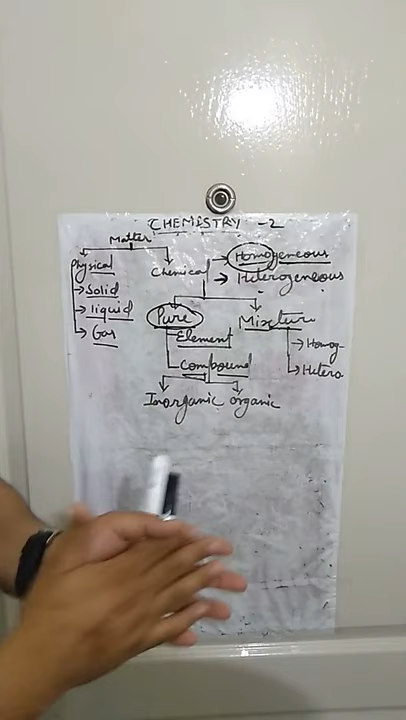 CHEMISTRY -2
Matter
Physical
→ Solid
→ liquid
→ Gas
Chemical
→ Homogeneous
→ Heterogeneous
Pure
Element
Compound
Inorganic organic
Mixture
→ Homog-
→ Hetero